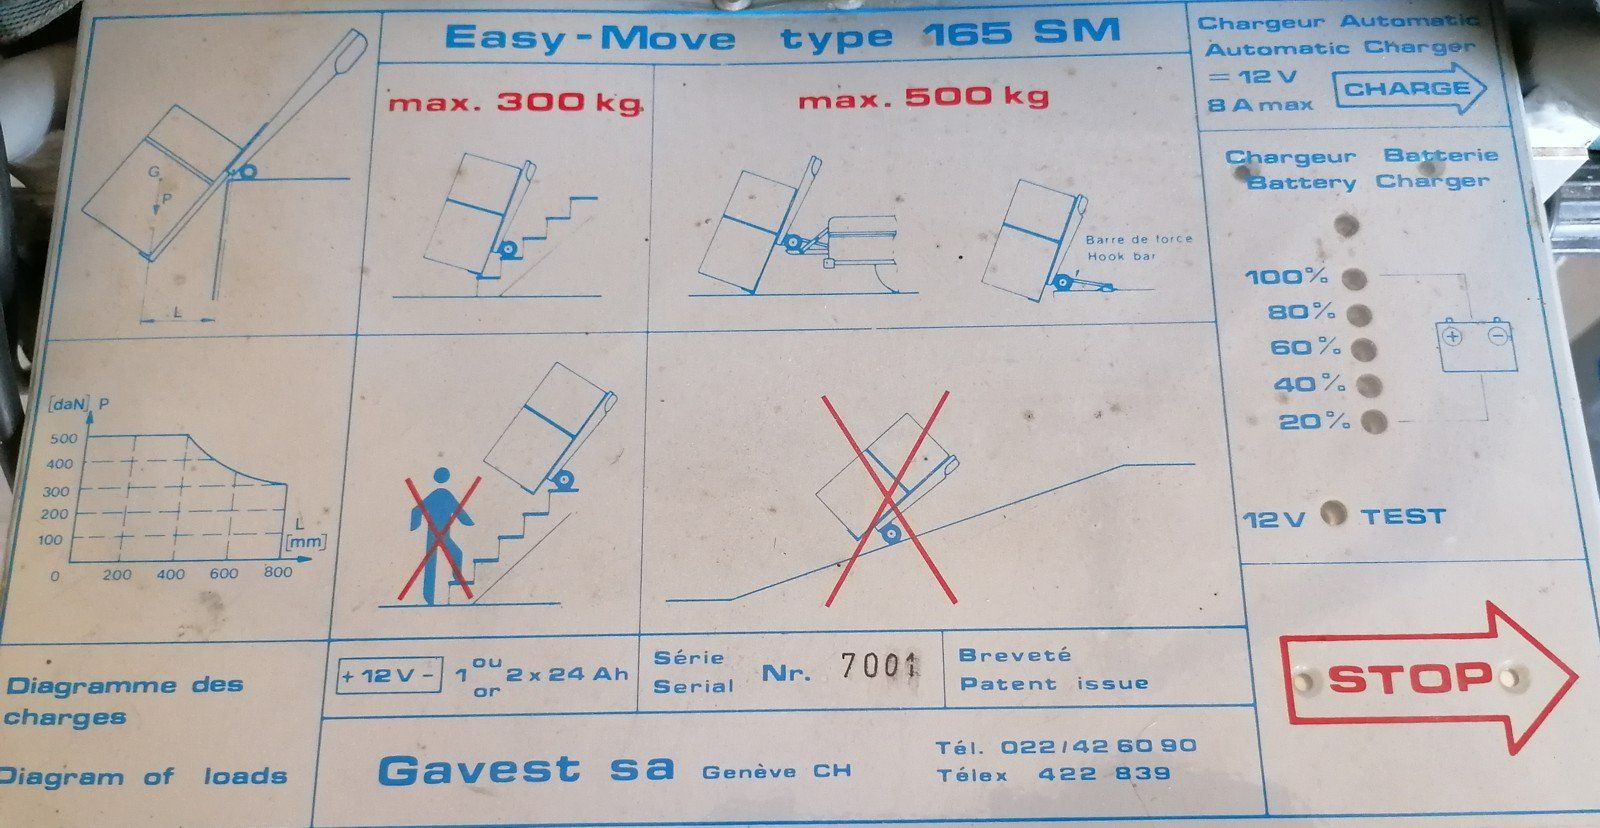 Easy-Move type 165 SM
Chargeur Automatic
Automatic Charger
= 12 V
8 A max
CHARGE
max. 300 kg.
max. 500 kg
G
P
L
Barre de force
Hook bar
Chargeur Batterie
Battery Charger
100%
80%
60%
40%
20%
+ -
12 V TEST
[daN] P
500
400
300
200
100
0 200 400 600 800
L
[mm]
Diagramme des
charges
Diagram of loads
+ 12 V -
1 ou 2 x 24 Ah
or
Série
Serial
Nr. 7001
Breveté
Patent issue
STOP
Gavest sa Genève CH
Tél. 022/42 60 90
Télex 422 839